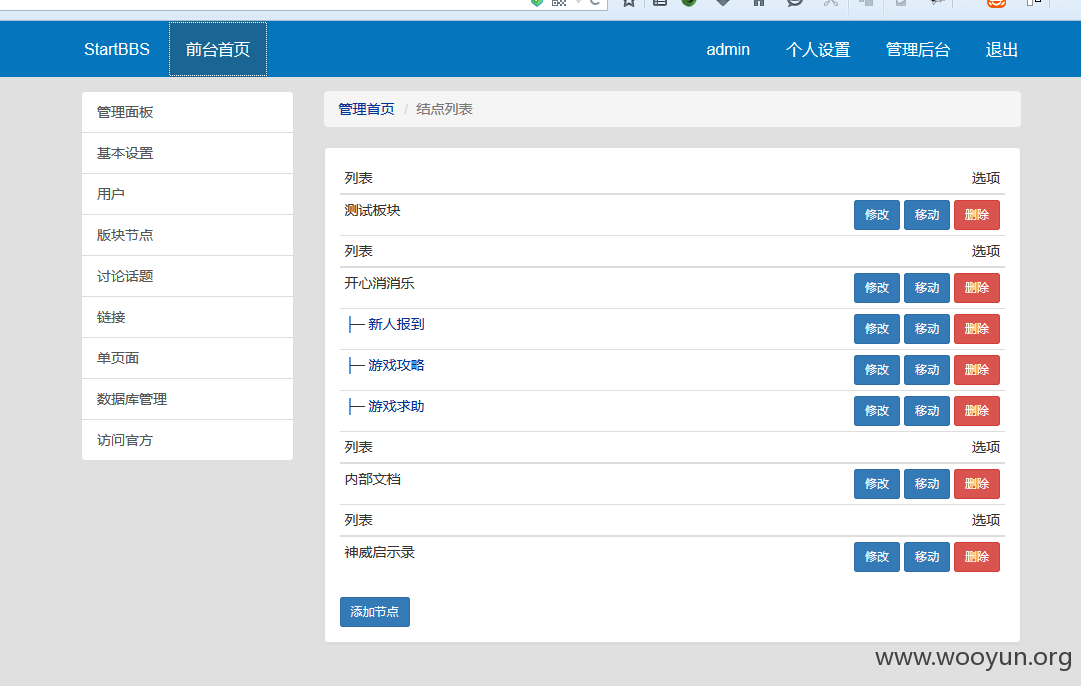 StartBBS 前台首页 admin 个人设置 管理后台 退出
管理面板
基本设置
用户
版块节点
讨论话题
链接
单页面
数据库管理
访问官方
管理首页 / 结点列表
列表 选项
测试板块 修改 移动 删除
列表 选项
开心消消乐 修改 移动 删除
├─ 新人报到 修改 移动 删除
├─ 游戏攻略 修改 移动 删除
├─ 游戏求助 修改 移动 删除
列表 选项
内部文档 修改 移动 删除
列表 选项
神威启示录 修改 移动 删除
添加节点
www.wooyun.org